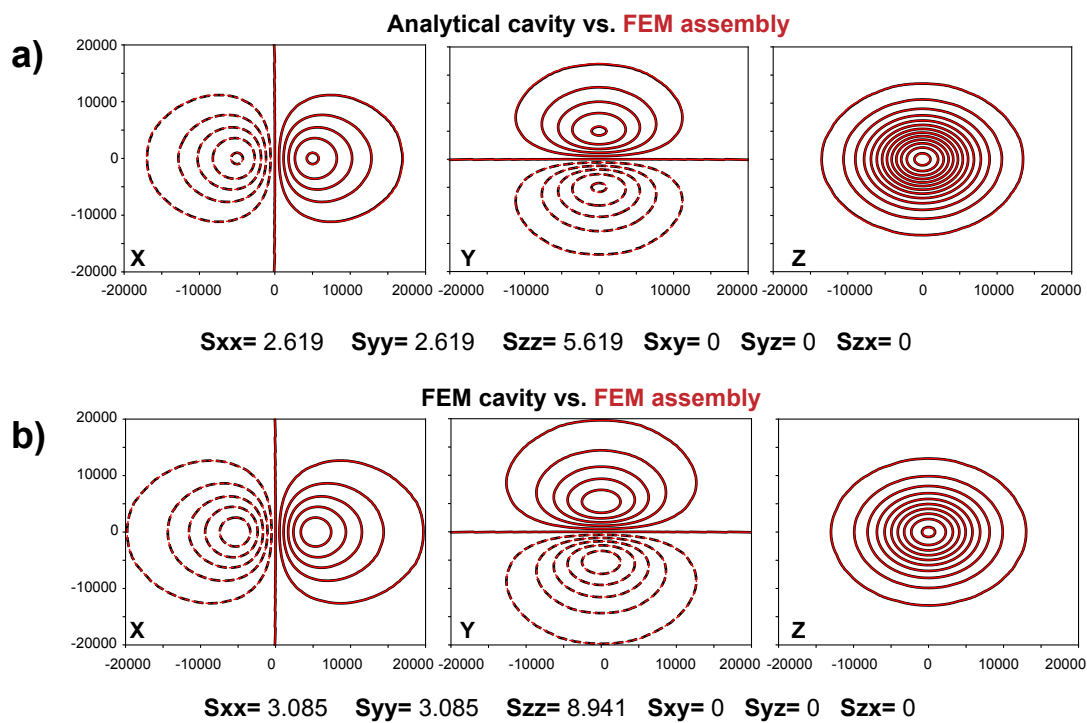 Analytical cavity vs. FEM assembly
a)
20000
10000
0
-10000
-20000
X
Y
Z
-20000 -10000 0 10000 20000
-20000 -10000 0 10000 20000
-20000 -10000 0 10000 20000
Sxx= 2.619 Syy= 2.619 Szz= 5.619 Sxy= 0 Syz= 0 Szx= 0
FEM cavity vs. FEM assembly
b)
20000
10000
0
-10000
-20000
X
Y
Z
-20000 -10000 0 10000 20000
-20000 -10000 0 10000 20000
-20000 -10000 0 10000 20000
Sxx= 3.085 Syy= 3.085 Szz= 8.941 Sxy= 0 Syz= 0 Szx= 0